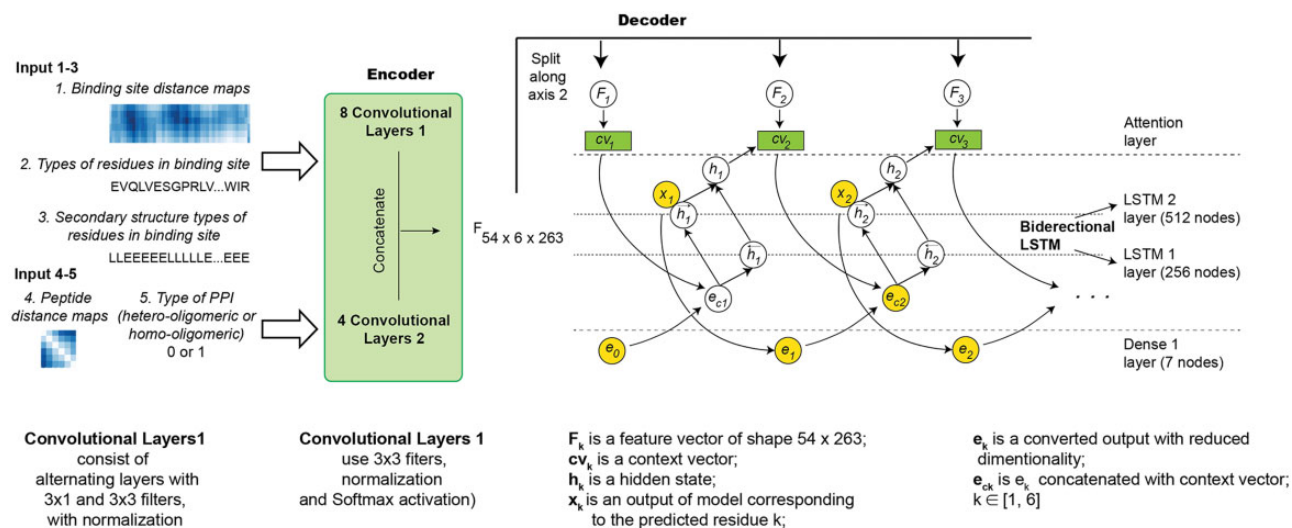 Decoder
Input 1-3
1. Binding site distance maps
2. Types of residues in binding site
EVQLVESGPRLV...WIR
3. Secondary structure types of
residues in binding site
LLEEEEELLLLLE...EEE
Input 4-5
4. Peptide
distance maps
5. Type of PPI
(hetero-oligomeric or
homo-oligomeric)
0 or 1
Encoder
8 Convolutional
Layers 1
Concatenate
4 Convolutional
Layers 2
F54 x 6 x 263
Split
along
axis 2
F1
F2
F3
cv1
cv2
cv3
Attention
layer
h1
h2
x1
x2
h⃗1
h⃗2
LSTM 2
layer (512 nodes)
Biderectional
LSTM
h⃖1
h⃖2
LSTM 1
layer (256 nodes)
ec1
ec2
. . .
e0
e1
e2
Dense 1
layer (7 nodes)
Convolutional Layers1
consist of
alternating layers with
3x1 and 3x3 filters,
with normalization
Convolutional Layers 1
use 3x3 fiters,
normalization
and Softmax activation)
Fk is a feature vector of shape 54 x 263;
cvk is a context vector;
hk is a hidden state;
xk is an output of model corresponding
to the predicted residue k;
ek is a converted output with reduced
dimentionality;
eck is ek concatenated with context vector;
k ∈ [1, 6]